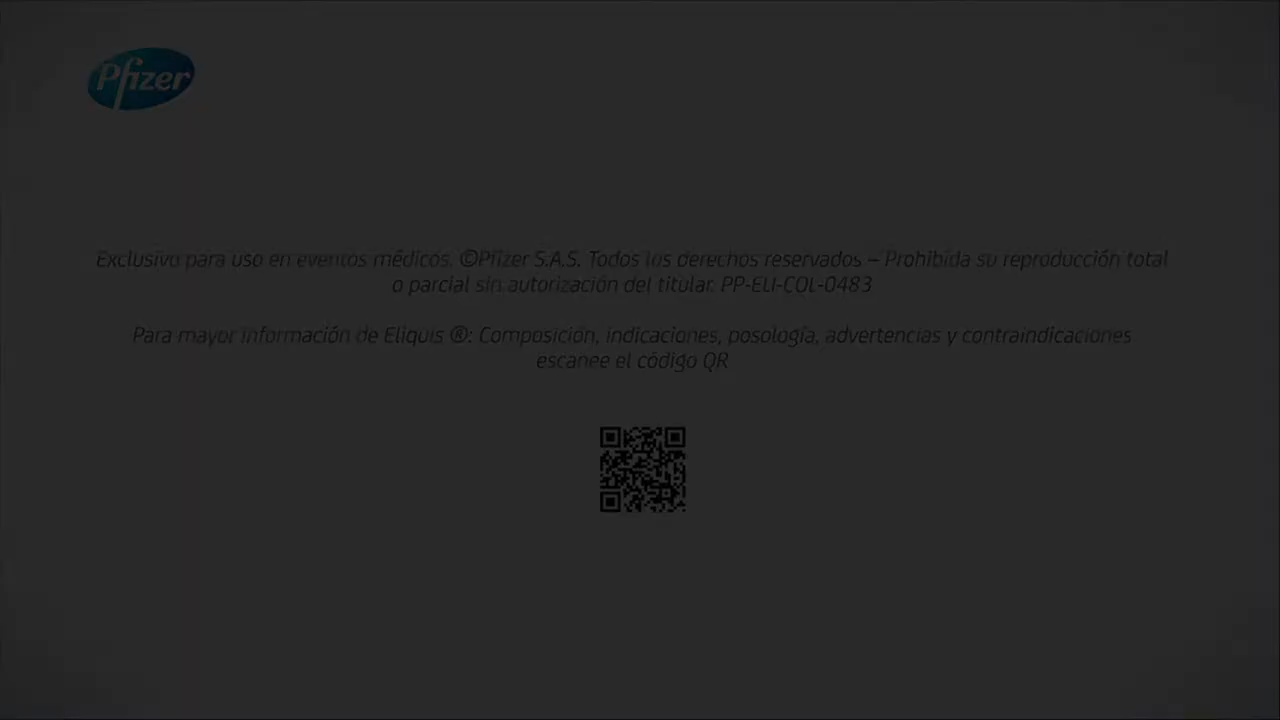 Pfizer
Exclusivo para uso en eventos médicos. ©Pfizer S.A.S. Todos los derechos reservados – Prohibida su reproducción total
o parcial sin autorización del titular. PP-ELI-COL-0483
Para mayor información de Eliquis ®: Composición, indicaciones, posología, advertencias y contraindicaciones
escanee el código QR